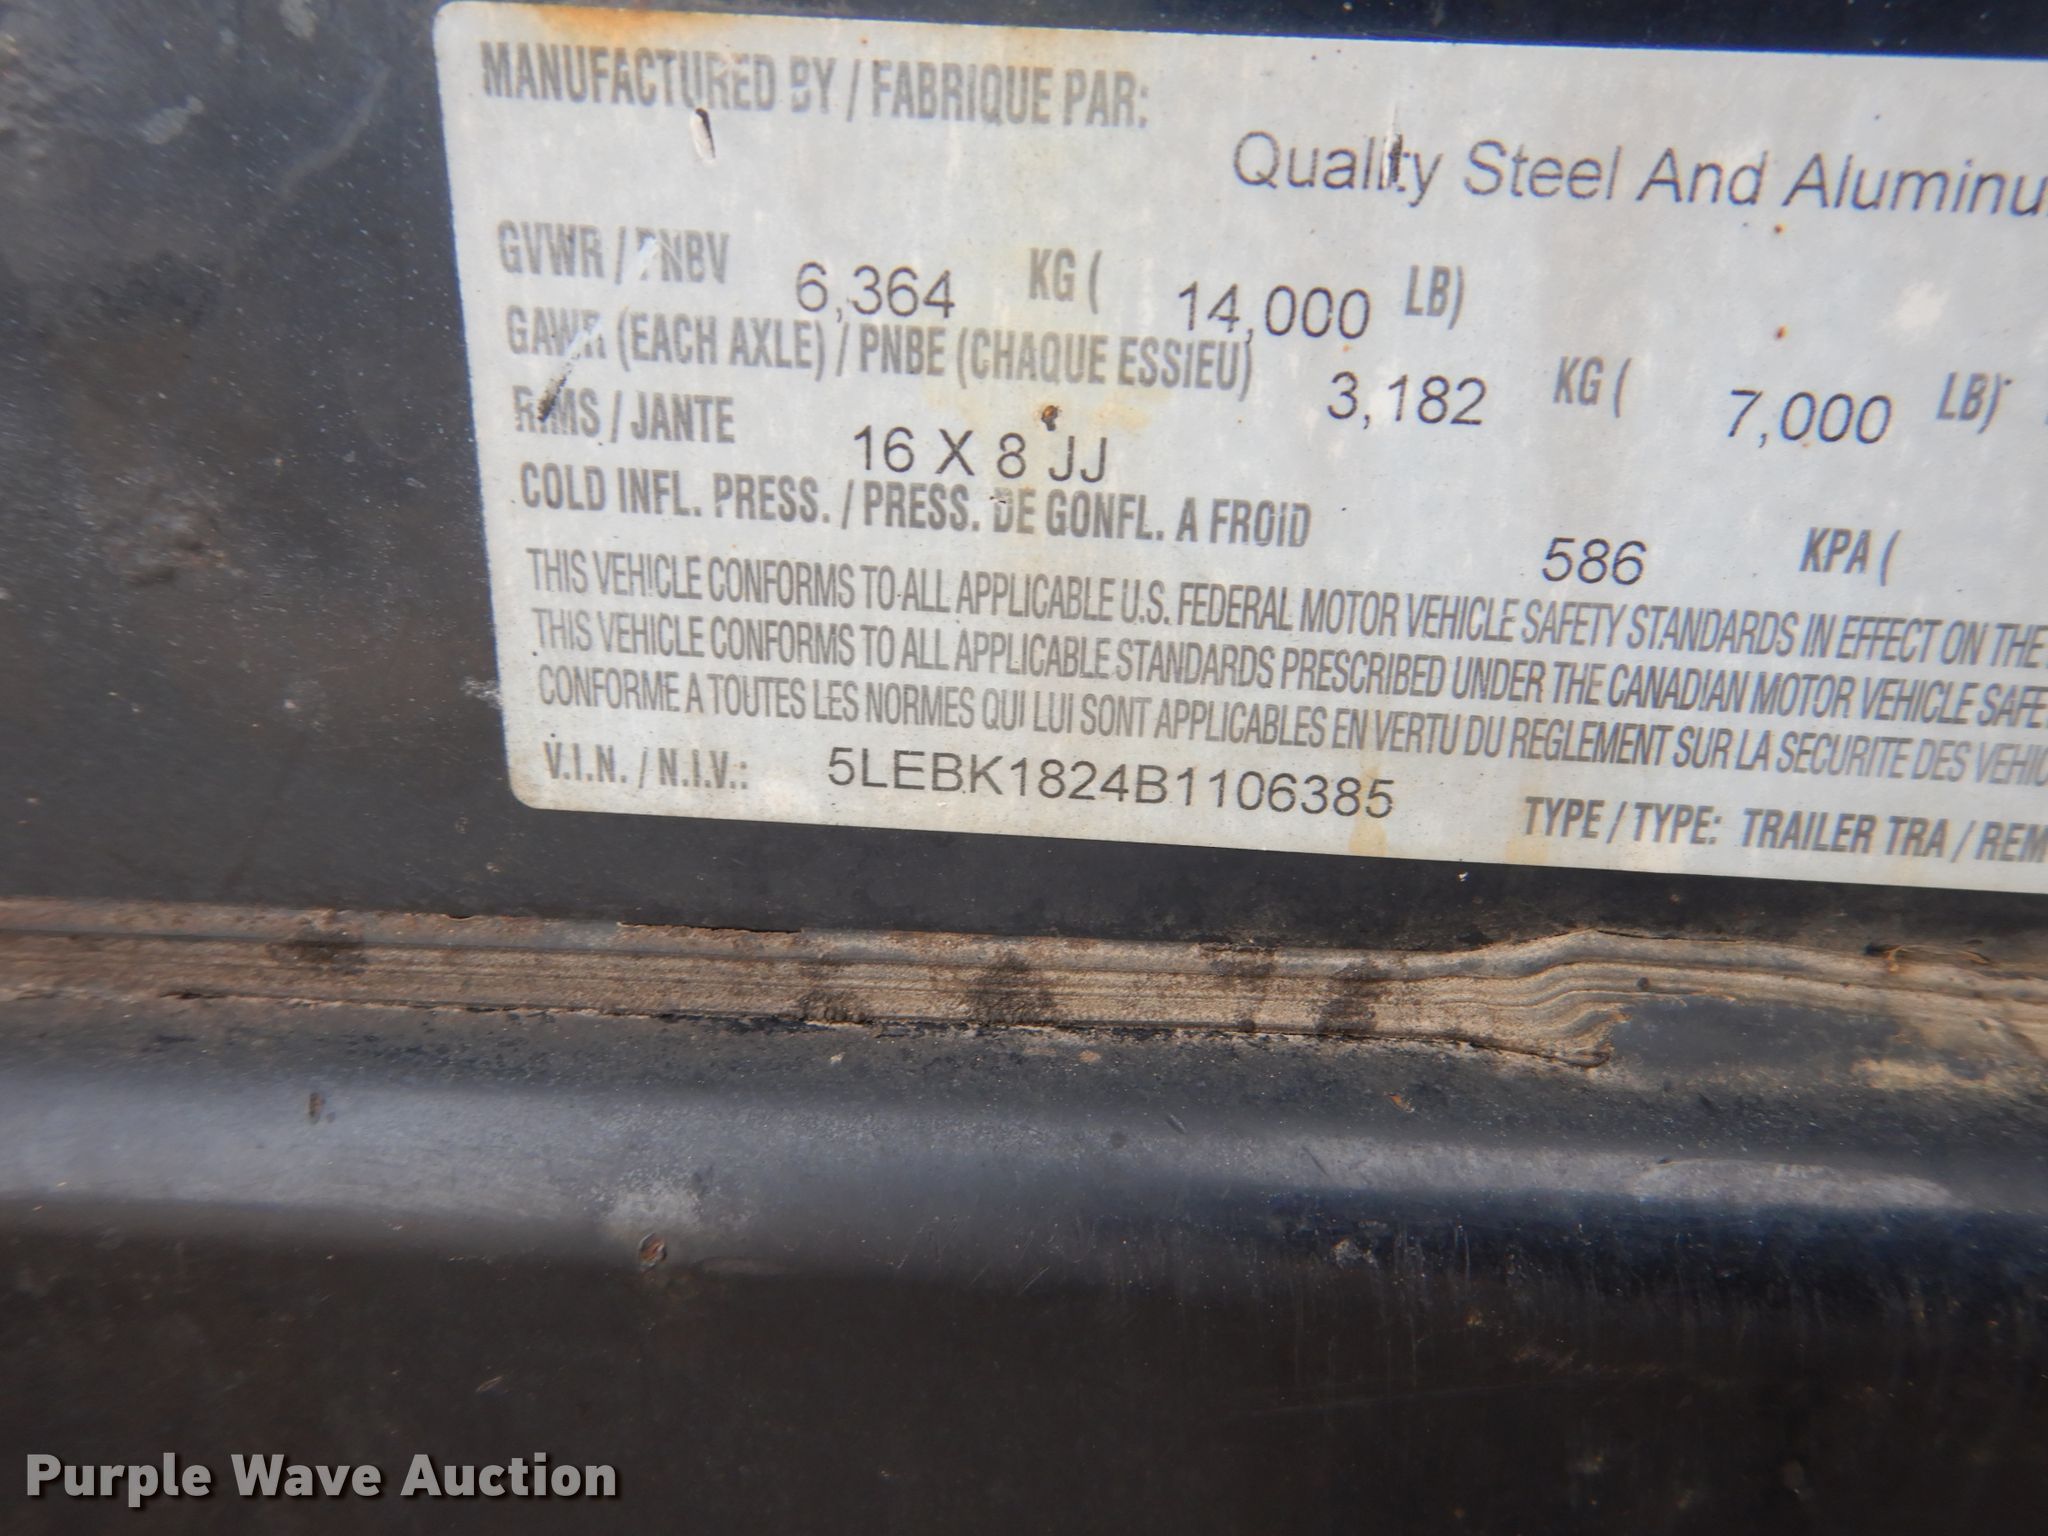 MANUFACTURED BY / FABRIQUE PAR:
Quality Steel And Aluminu
GVWR / PNBV 6,364 KG ( 14,000 LB)
GAWR (EACH AXLE) / PNBE (CHAQUE ESSIEU) 3,182 KG ( 7,000 LB)
RIMS / JANTE 16 X 8 JJ
COLD INFL. PRESS. / PRESS. DE GONFL. A FROID 586 KPA (
THIS VEHICLE CONFORMS TO ALL APPLICABLE U.S. FEDERAL MOTOR VEHICLE SAFETY STANDARDS IN EFFECT ON THE
THIS VEHICLE CONFORMS TO ALL APPLICABLE STANDARDS PRESCRIBED UNDER THE CANADIAN MOTOR VEHICLE SAFE
CONFORME A TOUTES LES NORMES QUI LUI SONT APPLICABLES EN VERTU DU REGLEMENT SUR LA SECURITE DES VEHIC
V.I.N. / N.I.V.: 5LEBK1824B1106385 TYPE / TYPE: TRAILER TRA / REM
Purple Wave Auction